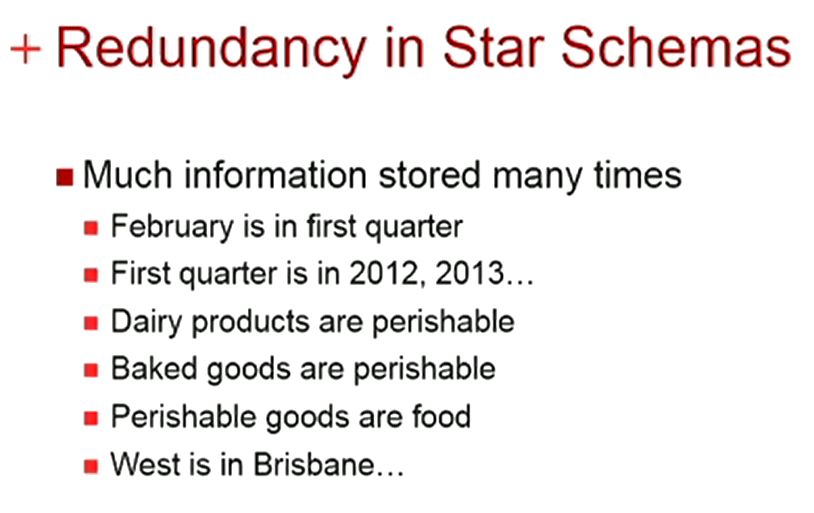 + Redundancy in Star Schemas
Much information stored many times
February is in first quarter
First quarter is in 2012, 2013…
Dairy products are perishable
Baked goods are perishable
Perishable goods are food
West is in Brisbane…